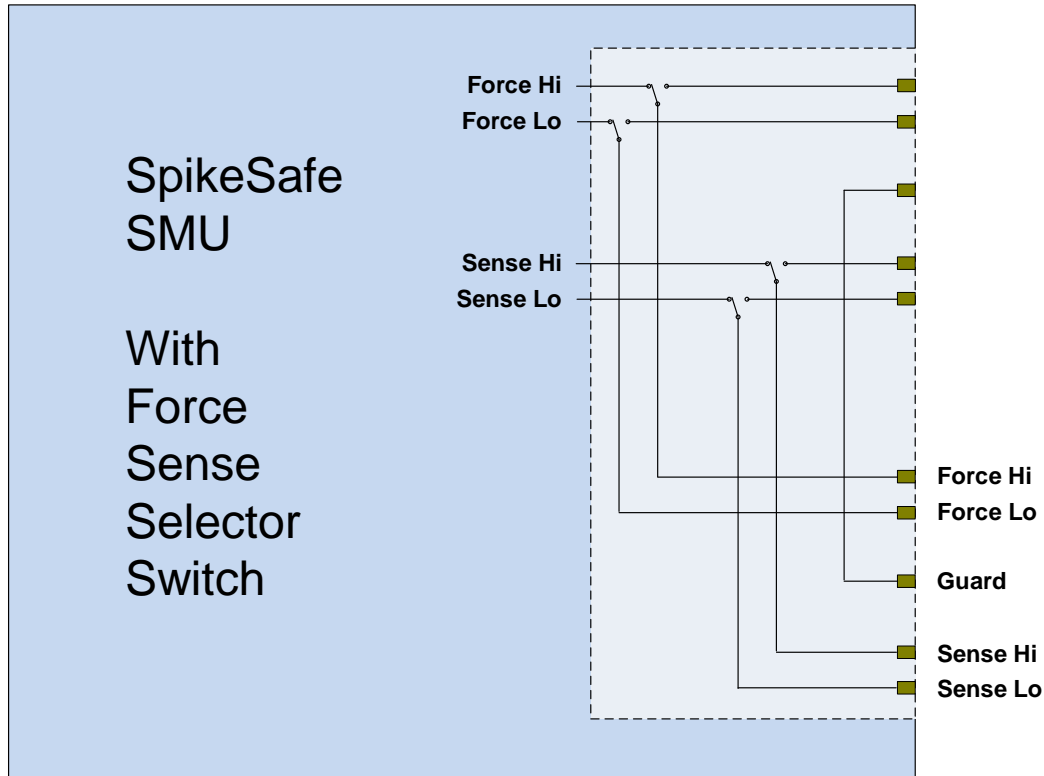 SpikeSafe
SMU
With
Force
Sense
Selector
Switch
Force Hi
Force Lo
Sense Hi
Sense Lo
Force Hi
Force Lo
Guard
Sense Hi
Sense Lo